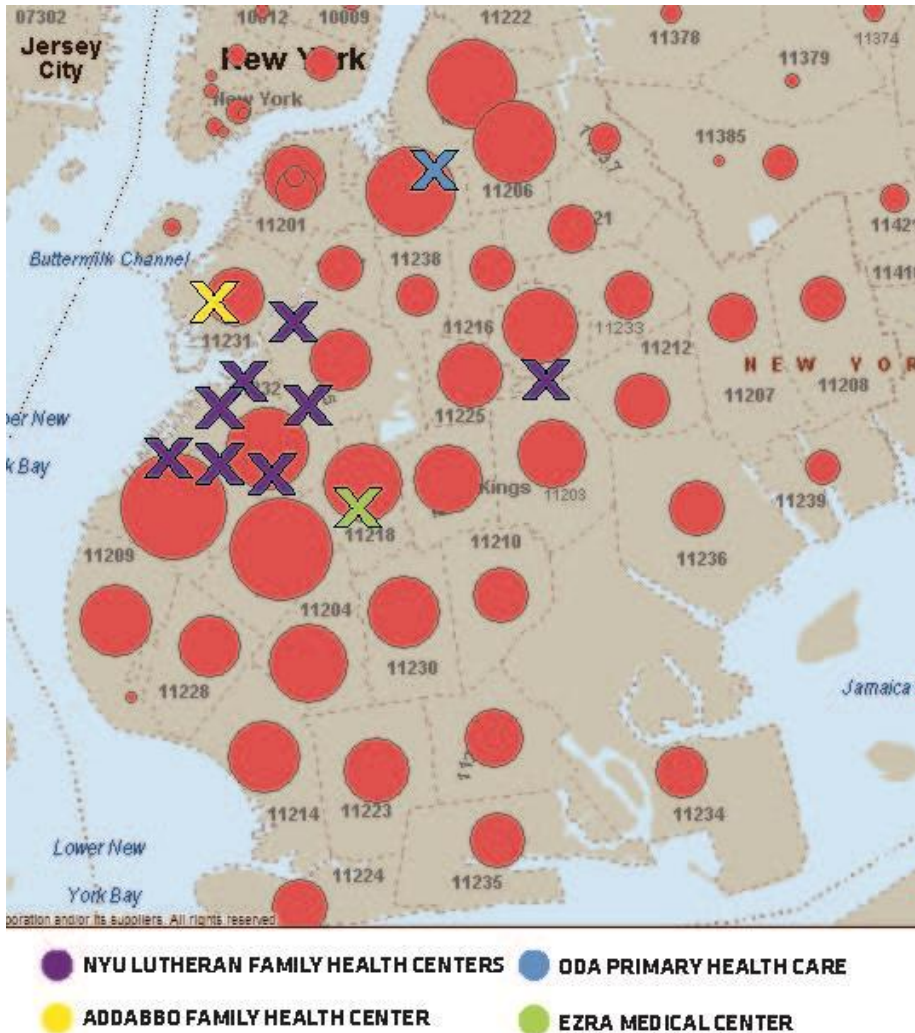 07302
10012
10009
11222
11378
11374
Jersey
City
New York
11379
New York
11385
11206
11201
11421
Buttermilk Channel
11238
11231
11216
11233
11212
NEW YOR
11207
11208
11225
per New
k Bay
Kings
11203
11239
11218
11209
11210
11236
11204
11230
11228
Jamaica
11214
11223
11234
Lower New
York Bay
11224
11235
poration and/or its suppliers. All rights reserved.
NYU LUTHERAN FAMILY HEALTH CENTERS
ODA PRIMARY HEALTH CARE
ADDABBO FAMILY HEALTH CENTER
EZRA MEDICAL CENTER